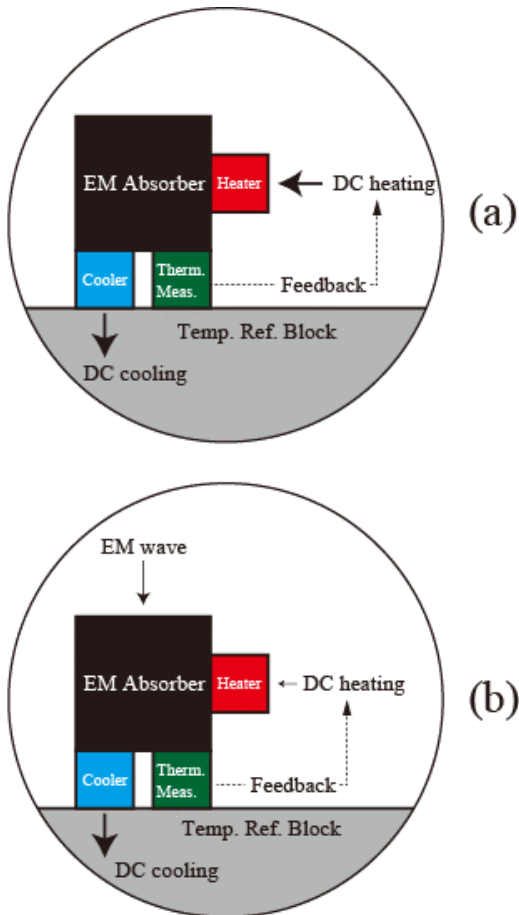 EM Absorber
Heater
DC heating
(a)
Cooler
Therm.
Meas.
Feedback
Temp. Ref. Block
DC cooling
EM wave
EM Absorber
Heater
DC heating
(b)
Cooler
Therm.
Meas.
Feedback
Temp. Ref. Block
DC cooling